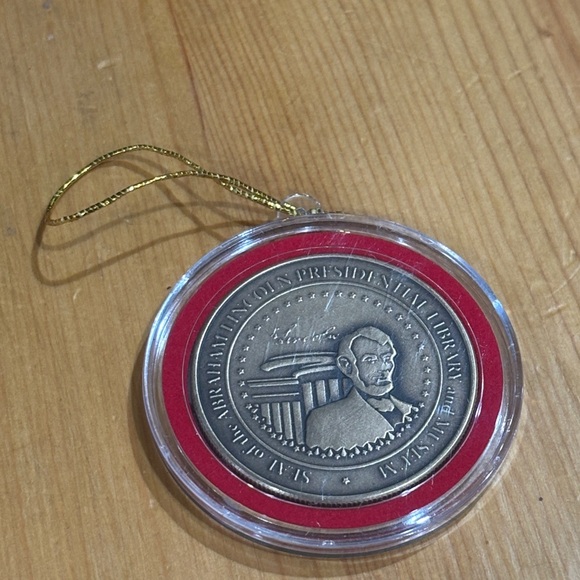 SEAL of the ABRAHAM LINCOLN PRESIDENTIAL LIBRARY and MUSEUM